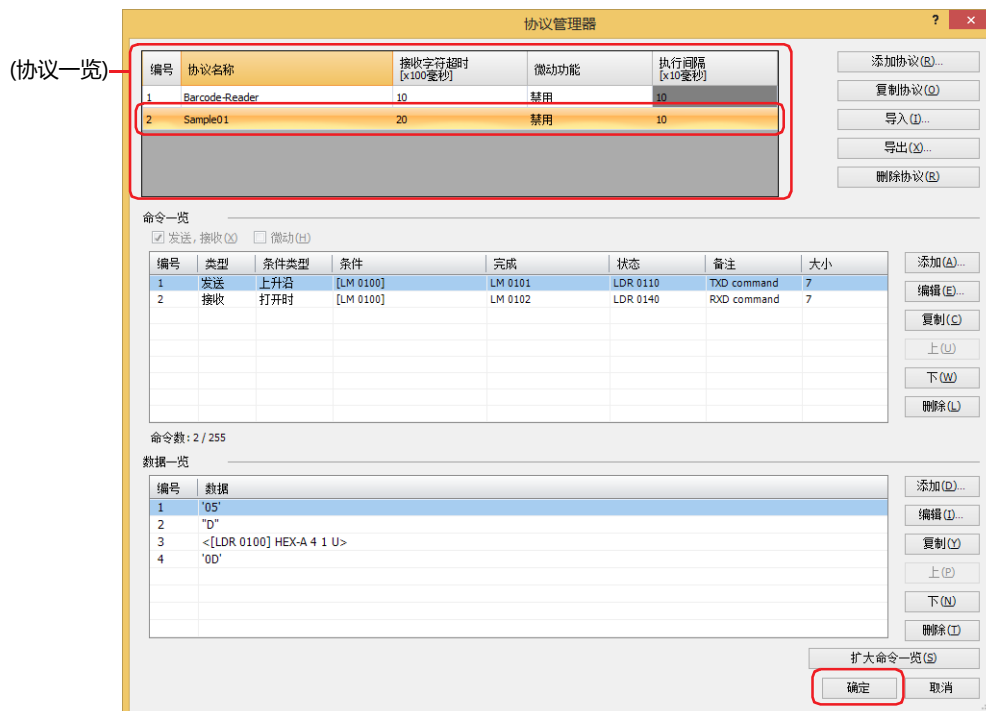 协议管理器
?
×
(协议一览)
编号 协议名称 接收字符超时 [x100毫秒] 微动功能 执行间隔 [x10毫秒]
1 Barcode-Reader 10 禁用 10
2 Sample01 20 禁用 10
添加协议(R)...
复制协议(O)
导入(I)...
导出(X)...
删除协议(R)
命令一览
发送, 接收(X) 微动(H)
编号 类型 条件类型 条件 完成 状态 备注 大小
1 发送 上升沿 [LM 0100] LM 0101 LDR 0110 TXD command 7
2 接收 打开时 [LM 0100] LM 0102 LDR 0140 RXD command 7
添加(A)...
编辑(E)...
复制(C)
上(U)
下(W)
删除(L)
命令数: 2 / 255
数据一览
编号 数据
1 '05'
2 "D"
3 <[LDR 0100] HEX-A 4 1 U>
4 '0D'
添加(D)...
编辑(I)...
复制(Y)
上(P)
下(N)
删除(T)
扩大命令一览(S)
确定
取消